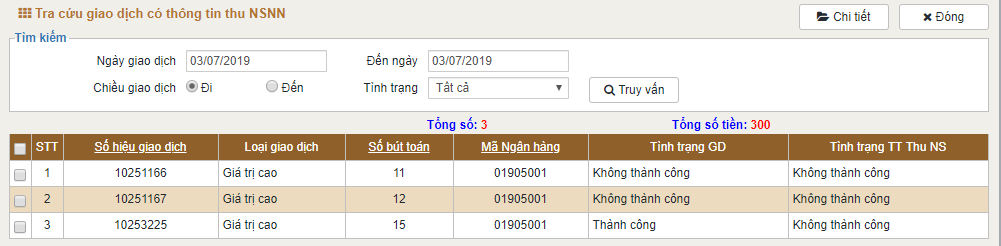 Tra cứu giao dịch có thông tin thu NSNN Chi tiết Đóng
Tìm kiếm
Ngày giao dịch 03/07/2019 Đến ngày 03/07/2019
Chiều giao dịch Đi Đến Tình trạng Tất cả Truy vấn
Tổng số: 3 Tổng số tiền: 300
STT Số hiệu giao dịch Loại giao dịch Số bút toán Mã Ngân hàng Tình trạng GD Tình trạng TT Thu NS
1 10251166 Giá trị cao 11 01905001 Không thành công Không thành công
2 10251167 Giá trị cao 12 01905001 Không thành công Không thành công
3 10253225 Giá trị cao 15 01905001 Thành công Không thành công